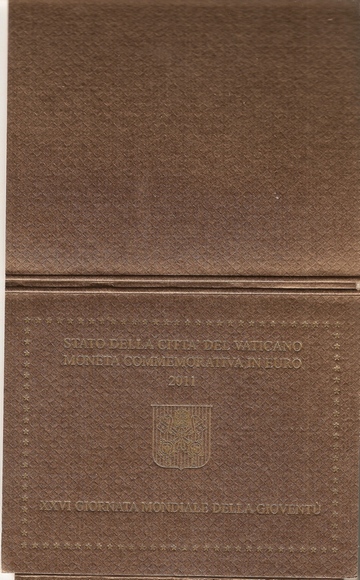 STATO DELLA CITTA' DEL VATICANO
MONETA COMMEMORATIVA IN EURO
2011
XXVI GIORNATA MONDIALE DELLA GIOVENTÙ